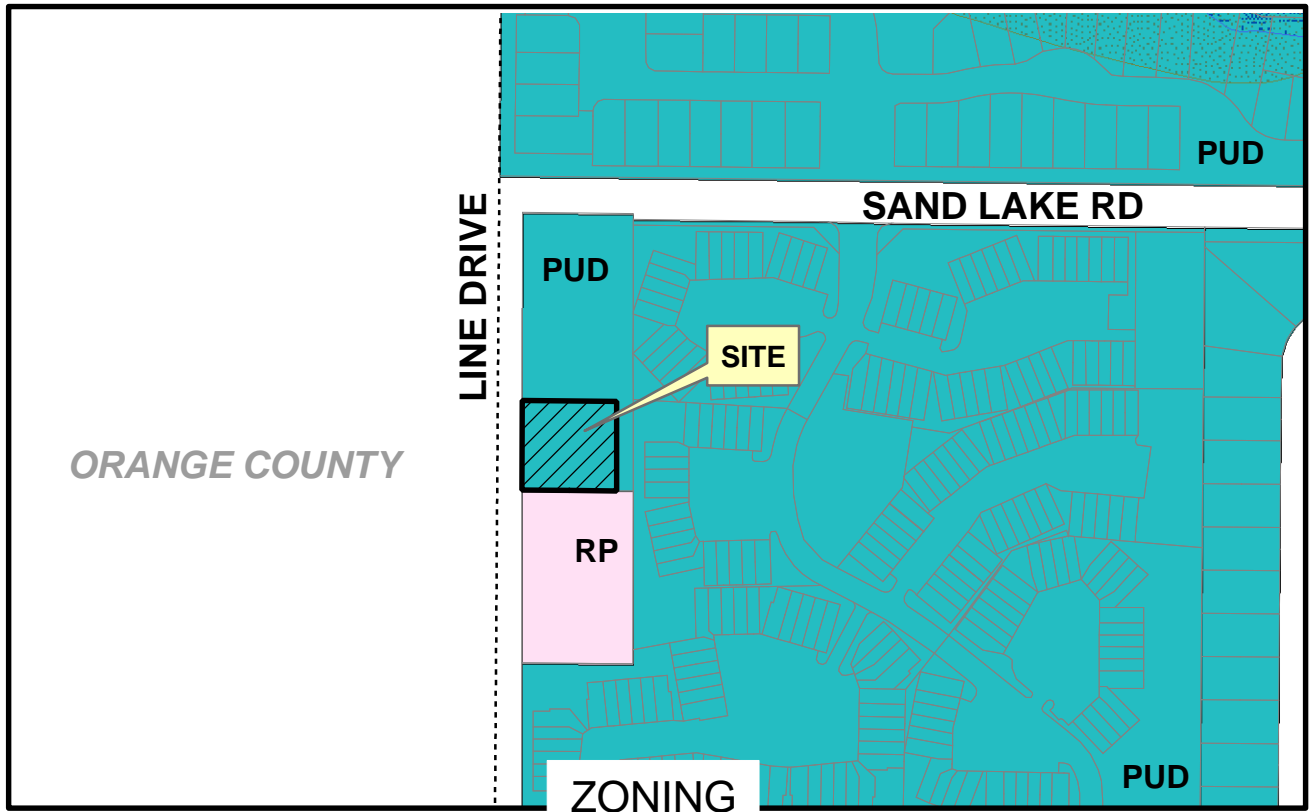 PUD
SAND LAKE RD
LINE DRIVE
PUD
SITE
ORANGE COUNTY
RP
PUD
ZONING